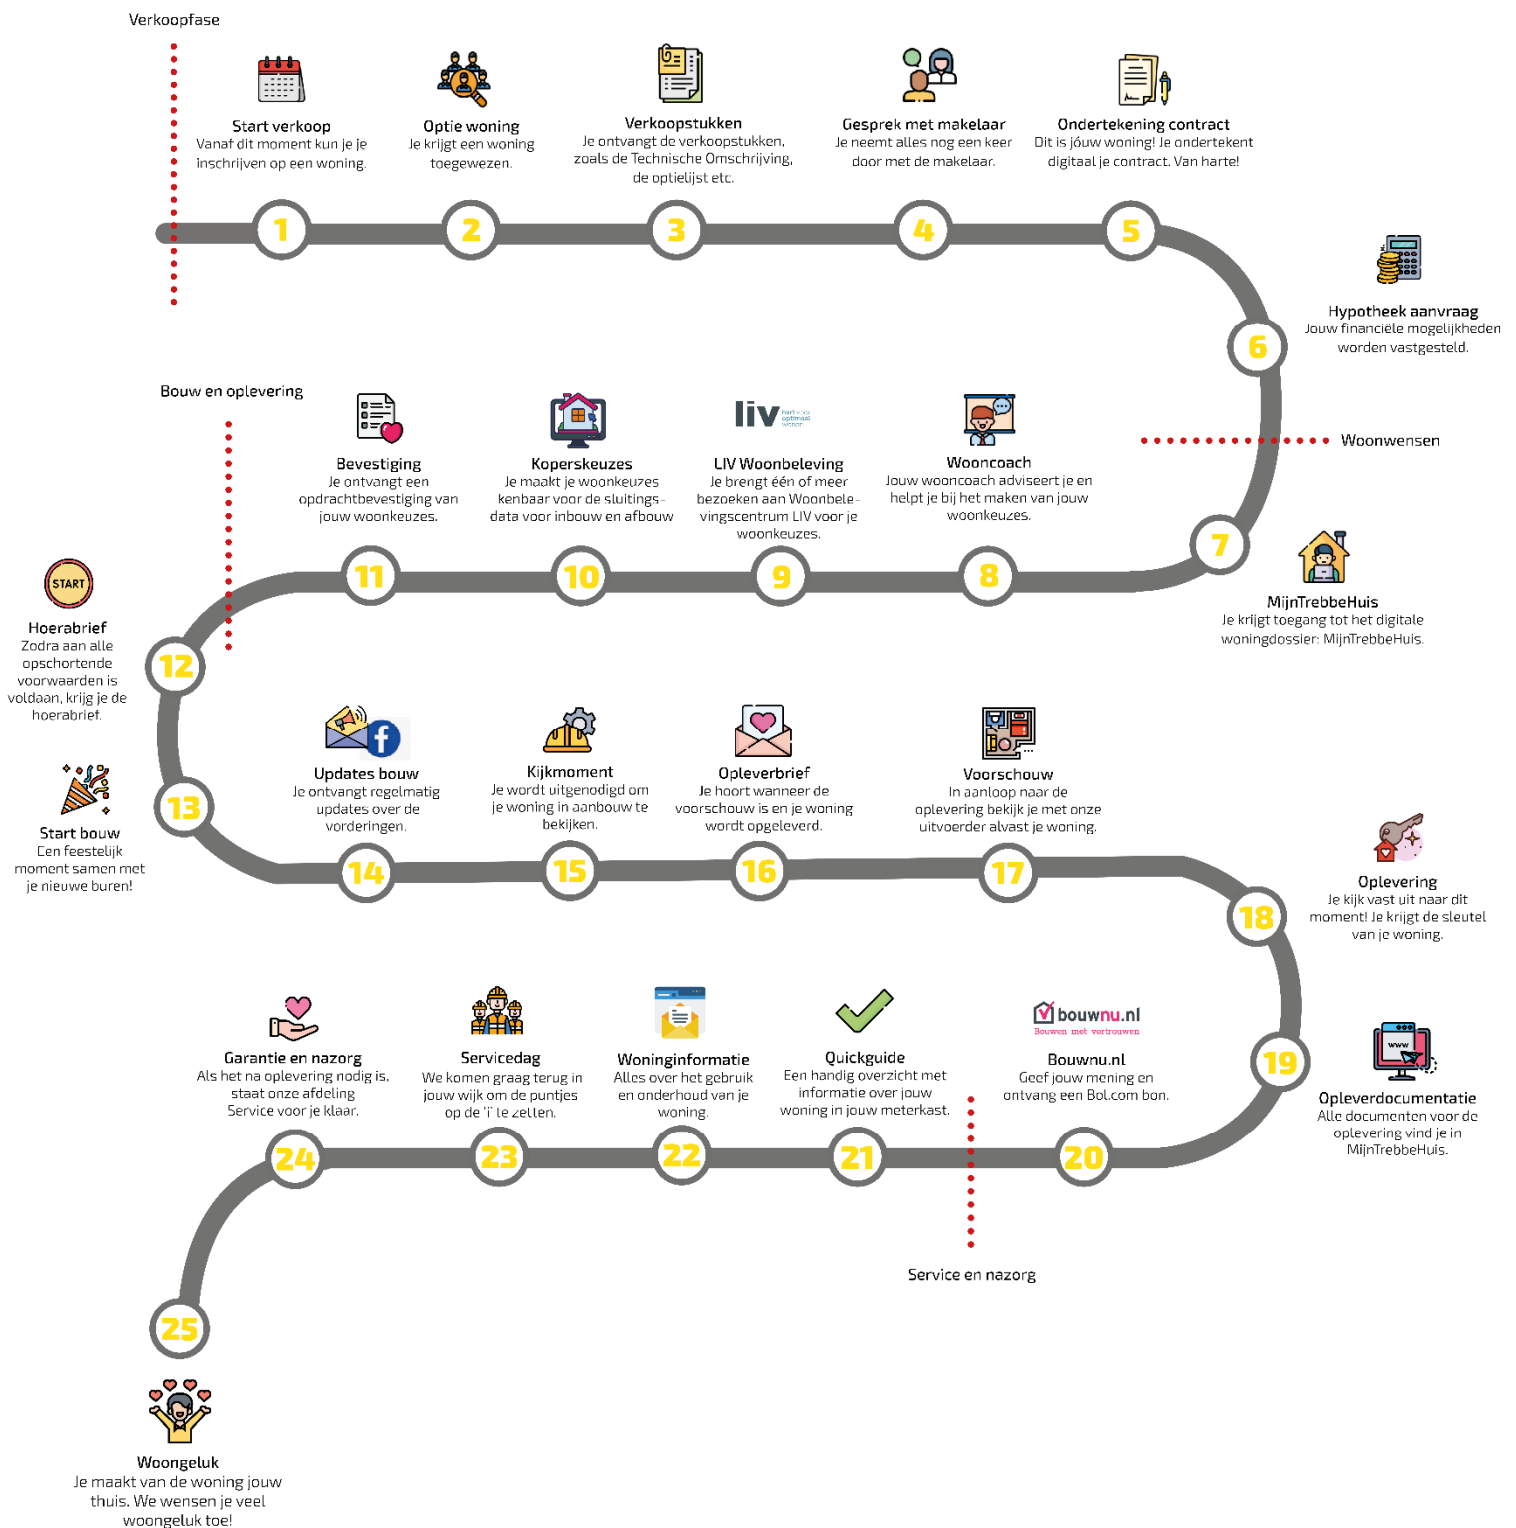 Verkoopfase
Start verkoop
Vanaf dit moment kun je je
inschrijven op een woning.
Optie woning
Je krijgt een woning
toegewezen.
Verkoopstukken
Je ontvangt de verkoopstukken,
zoals de Technische Omschrijving,
de optielijst etc.
Gesprek met makelaar
Je neemt alles nog een keer
door met de makelaar.
Ondertekening contract
Dit is jóuw woning! Je ondertekent
digitaal je contract. Van harte!
1
2
3
4
5
Hypotheek aanvraag
Jouw financiële mogelijkheden
worden vastgesteld.
6
Woonwensen
MijnTrebbeHuis
Je krijgt toegang tot het digitale
woningdossier: MijnTrebbeHuis.
7
Wooncoach
Jouw wooncoach adviseert je en
helpt je bij het maken van jouw
woonkeuzes.
8
liv hart voor
optimaal
wonen
LIV Woonbeleving
Je brengt één of meer
bezoeken aan Woonbele-
vingscentrum LIV voor je
woonkeuzes.
9
Koperskeuzes
Je maakt je woonkeuzes
kenbaar voor de sluitings-
data voor inbouw en afbouw
10
Bevestiging
Je ontvangt een
opdrachtbevestiging van
jouw woonkeuzes.
11
Bouw en oplevering
START
Hoerabrief
Zodra aan alle
opschortende
voorwaarden is
voldaan, krijg je de
hoerabrief.
12
Start bouw
Een feestelijk
moment samen met
je nieuwe buren!
13
f
Updates bouw
Je ontvangt regelmatig
updates over de
vorderingen.
14
Kijkmoment
Je wordt uitgenodigd om
je woning in aanbouw te
bekijken.
15
Opleverbrief
Je hoort wanneer de
voorschouw is en je woning
wordt opgeleverd.
16
Voorschouw
In aanloop naar de
oplevering bekijk je met onze
uitvoerder alvast je woning.
17
Oplevering
Je kijk vast uit naar dit
moment! Je krijgt de sleutel
van je woning.
18
www
Opleverdocumentatie
Alle documenten voor de
oplevering vind je in
MijnTrebbeHuis.
19
bouwnu.nl
Bouwen met vertrouwen
Bouwnu.nl
Geef jouw mening en
ontvang een Bol.com bon.
20
Service en nazorg
Quickguide
Een handig overzicht met
informatie over jouw
woning in jouw meterkast.
21
Woninginformatie
Alles over het gebruik
en onderhoud van je
woning.
22
Servicedag
We komen graag terug in
jouw wijk om de puntjes
op de 'i' te zetten.
23
Garantie en nazorg
Als het na oplevering nodig is,
staat onze afdeling
Service voor je klaar.
24
25
Woongeluk
Je maakt van de woning jouw
thuis. We wensen je veel
woongeluk toe!